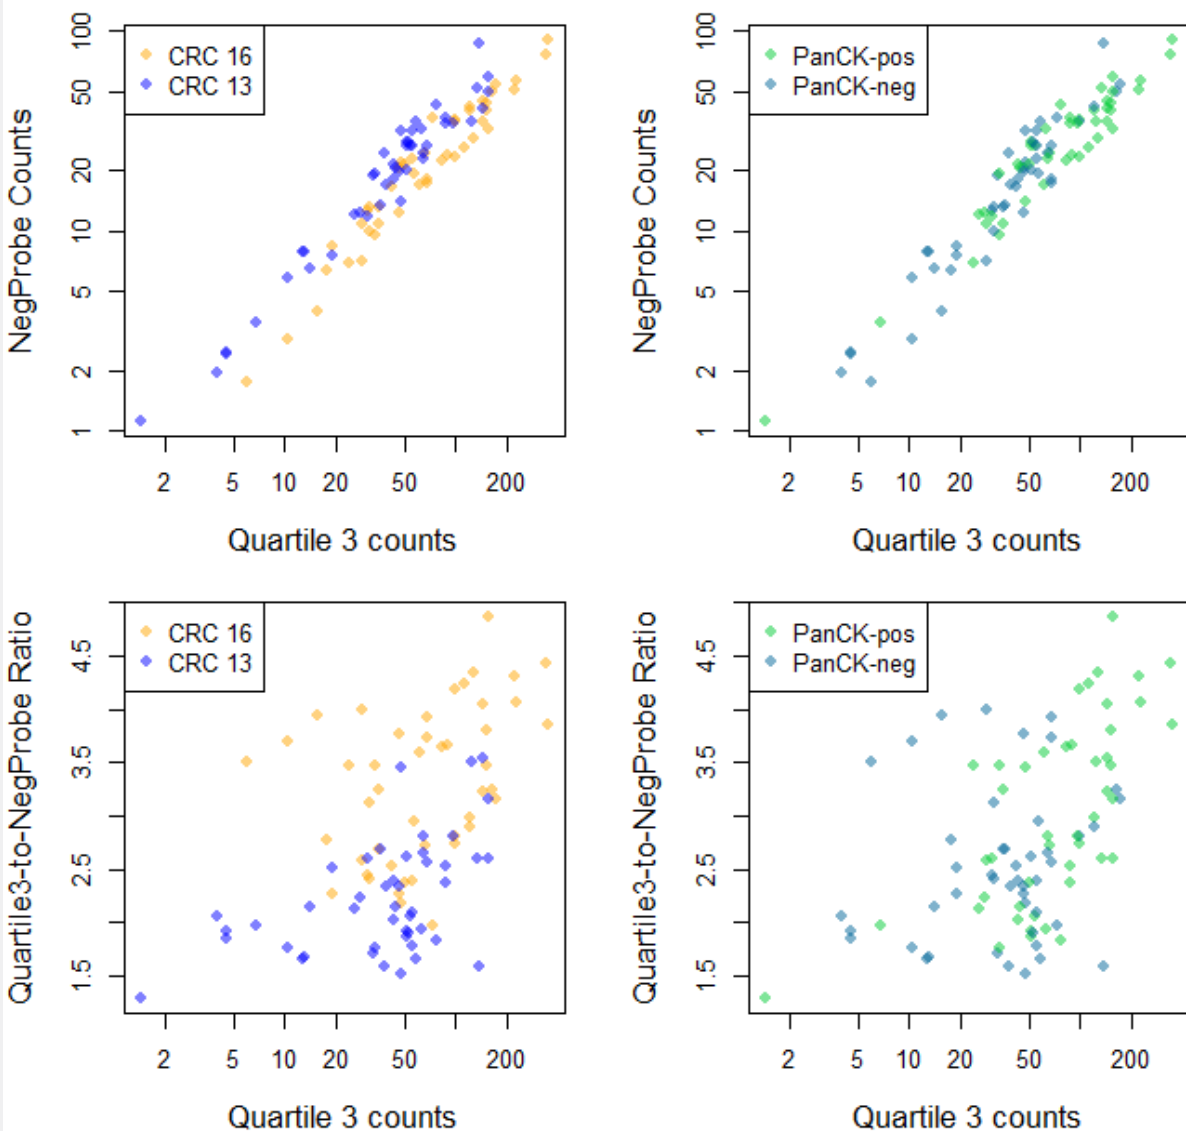 CRC 16
CRC 13
NegProbe Counts
100
50
20
10
5
2
1
2 5 10 20 50 200
Quartile 3 counts
PanCK-pos
PanCK-neg
NegProbe Counts
100
50
20
10
5
2
1
2 5 10 20 50 200
Quartile 3 counts
CRC 16
CRC 13
Quartile3-to-NegProbe Ratio
4.5
3.5
2.5
1.5
2 5 10 20 50 200
Quartile 3 counts
PanCK-pos
PanCK-neg
Quartile3-to-NegProbe Ratio
4.5
3.5
2.5
1.5
2 5 10 20 50 200
Quartile 3 counts